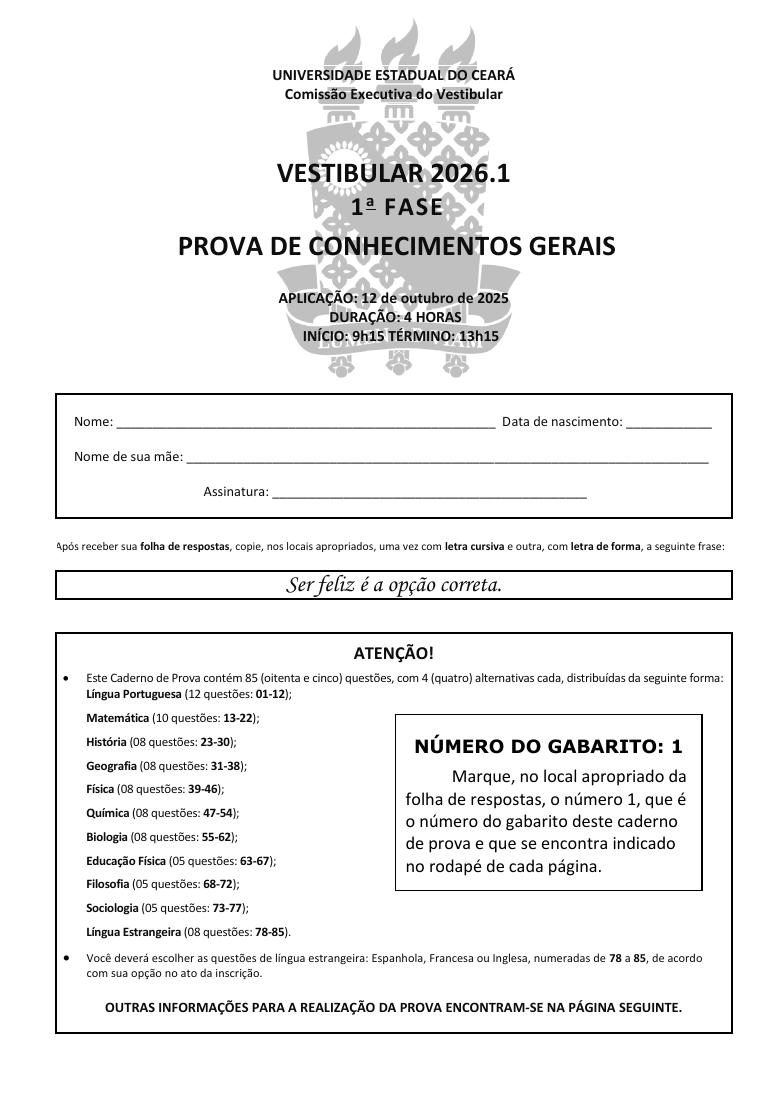 UNIVERSIDADE ESTADUAL DO CEARÁ
Comissão Executiva do Vestibular
VESTIBULAR 2026.1
1ª FASE
PROVA DE CONHECIMENTOS GERAIS
APLICAÇÃO: 12 de outubro de 2025
DURAÇÃO: 4 HORAS
INÍCIO: 9h15 TÉRMINO: 13h15
Nome: ______________________________________________________ Data de nascimento: ____________
Nome de sua mãe: __________________________________________________________________________
Assinatura: _____________________________________________
Após receber sua folha de respostas, copie, nos locais apropriados, uma vez com letra cursiva e outra, com letra de forma, a seguinte frase:
Ser feliz é a opção correta.
ATENÇÃO!
• Este Caderno de Prova contém 85 (oitenta e cinco) questões, com 4 (quatro) alternativas cada, distribuídas da seguinte forma:
Língua Portuguesa (12 questões: 01-12);
Matemática (10 questões: 13-22);
História (08 questões: 23-30);
Geografia (08 questões: 31-38);
Física (08 questões: 39-46);
Química (08 questões: 47-54);
Biologia (08 questões: 55-62);
Educação Física (05 questões: 63-67);
Filosofia (05 questões: 68-72);
Sociologia (05 questões: 73-77);
Língua Estrangeira (08 questões: 78-85).
NÚMERO DO GABARITO: 1
Marque, no local apropriado da
folha de respostas, o número 1, que é
o número do gabarito deste caderno
de prova e que se encontra indicado
no rodapé de cada página.
• Você deverá escolher as questões de língua estrangeira: Espanhola, Francesa ou Inglesa, numeradas de 78 a 85, de acordo
com sua opção no ato da inscrição.
OUTRAS INFORMAÇÕES PARA A REALIZAÇÃO DA PROVA ENCONTRAM-SE NA PÁGINA SEGUINTE.